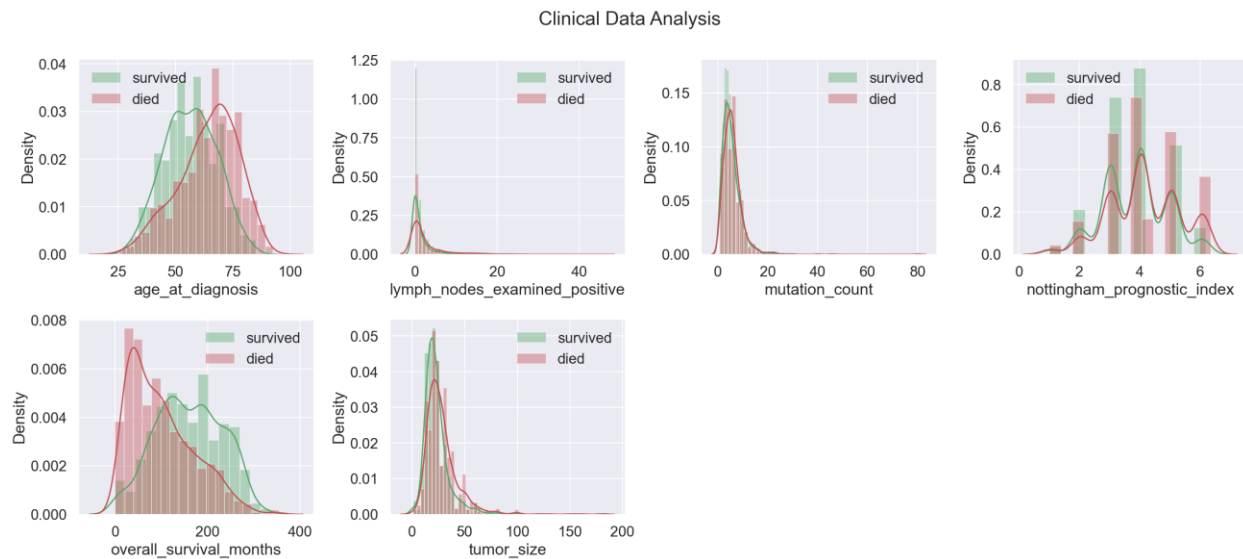 Clinical Data Analysis
0.04
0.03
0.02
0.01
0.00
Density
survived
died
25
50
75
100
age_at_diagnosis
1.25
1.00
0.75
0.50
0.25
0.00
Density
survived
died
0
20
40
lymph_nodes_examined_positive
0.15
0.10
0.05
0.00
Density
survived
died
0
20
40
60
80
mutation_count
0.8
0.6
0.4
0.2
0.0
Density
survived
died
0
2
4
6
nottingham_prognostic_index
0.008
0.006
0.004
0.002
0.000
Density
survived
died
0
200
400
overall_survival_months
0.05
0.04
0.03
0.02
0.01
0.00
Density
survived
died
0
50
100
150
200
tumor_size